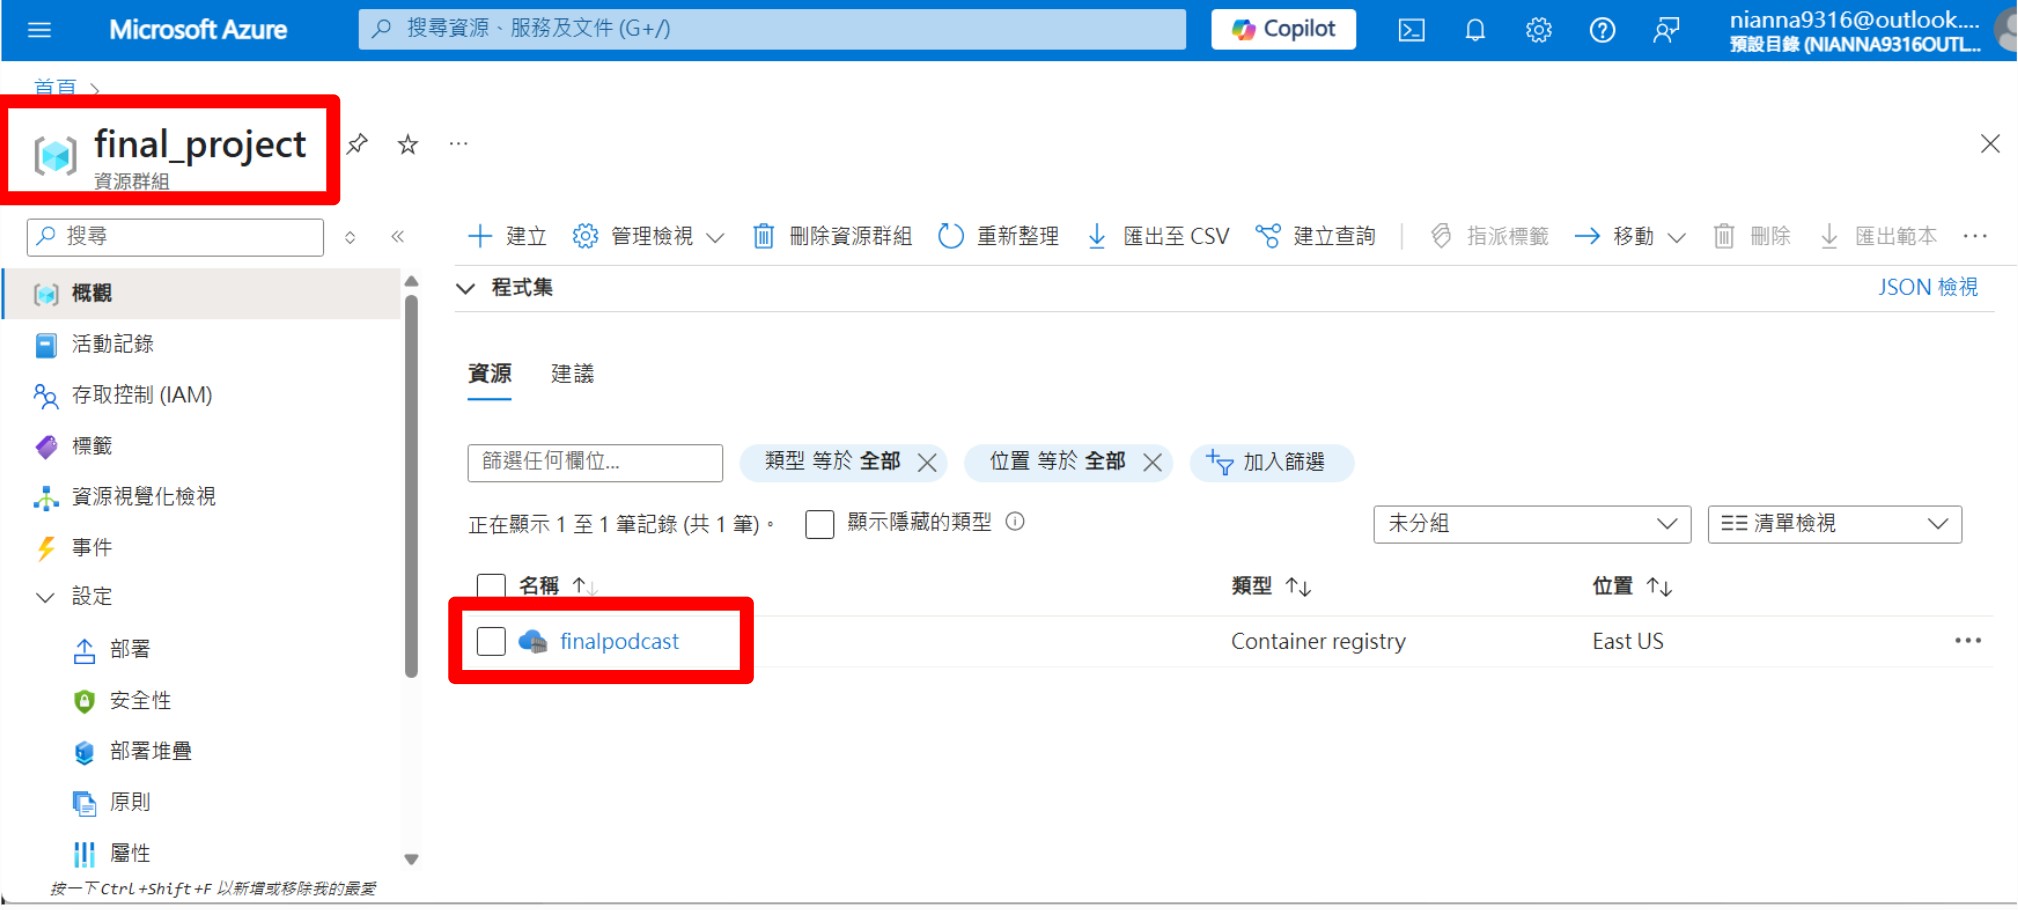 Microsoft Azure
搜尋資源、服務及文件 (G+/)
Copilot
nianna9316@outlook....
預設目錄 (NIANNA9316OUTL...
首頁
final_project
資源群組
搜尋
建立
管理檢視
刪除資源群組
重新整理
匯出至 CSV
建立查詢
指派標籤
移動
刪除
匯出範本
概觀
活動記錄
存取控制 (IAM)
標籤
資源視覺化檢視
事件
設定
部署
安全性
部署堆疊
原則
屬性
按一下 Ctrl+Shift+F 以新增或移除我的最愛
程式集
JSON 檢視
資源 建議
篩選任何欄位...
類型 等於 全部
位置 等於 全部
加入篩選
正在顯示 1 至 1 筆記錄 (共 1 筆)。
顯示隱藏的類型
未分組
清單檢視
名稱 類型 位置
finalpodcast Container registry East US